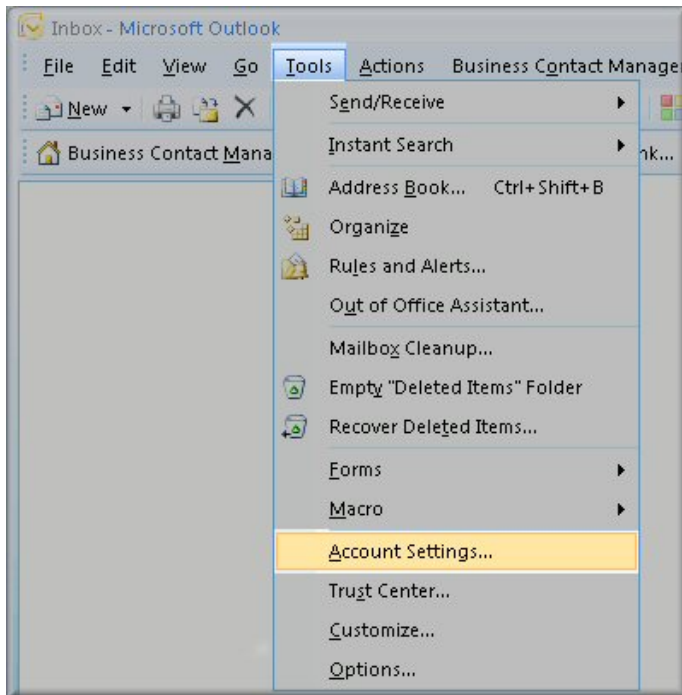 Inbox - Microsoft Outlook
File Edit View Go Tools Actions Business Contact Manage
New
Business Contact Mana
nk...
Send/Receive
Instant Search
Address Book... Ctrl+Shift+B
Organize
Rules and Alerts...
Out of Office Assistant...
Mailbox Cleanup...
Empty "Deleted Items" Folder
Recover Deleted Items...
Forms
Macro
Account Settings...
Trust Center...
Customize...
Options...